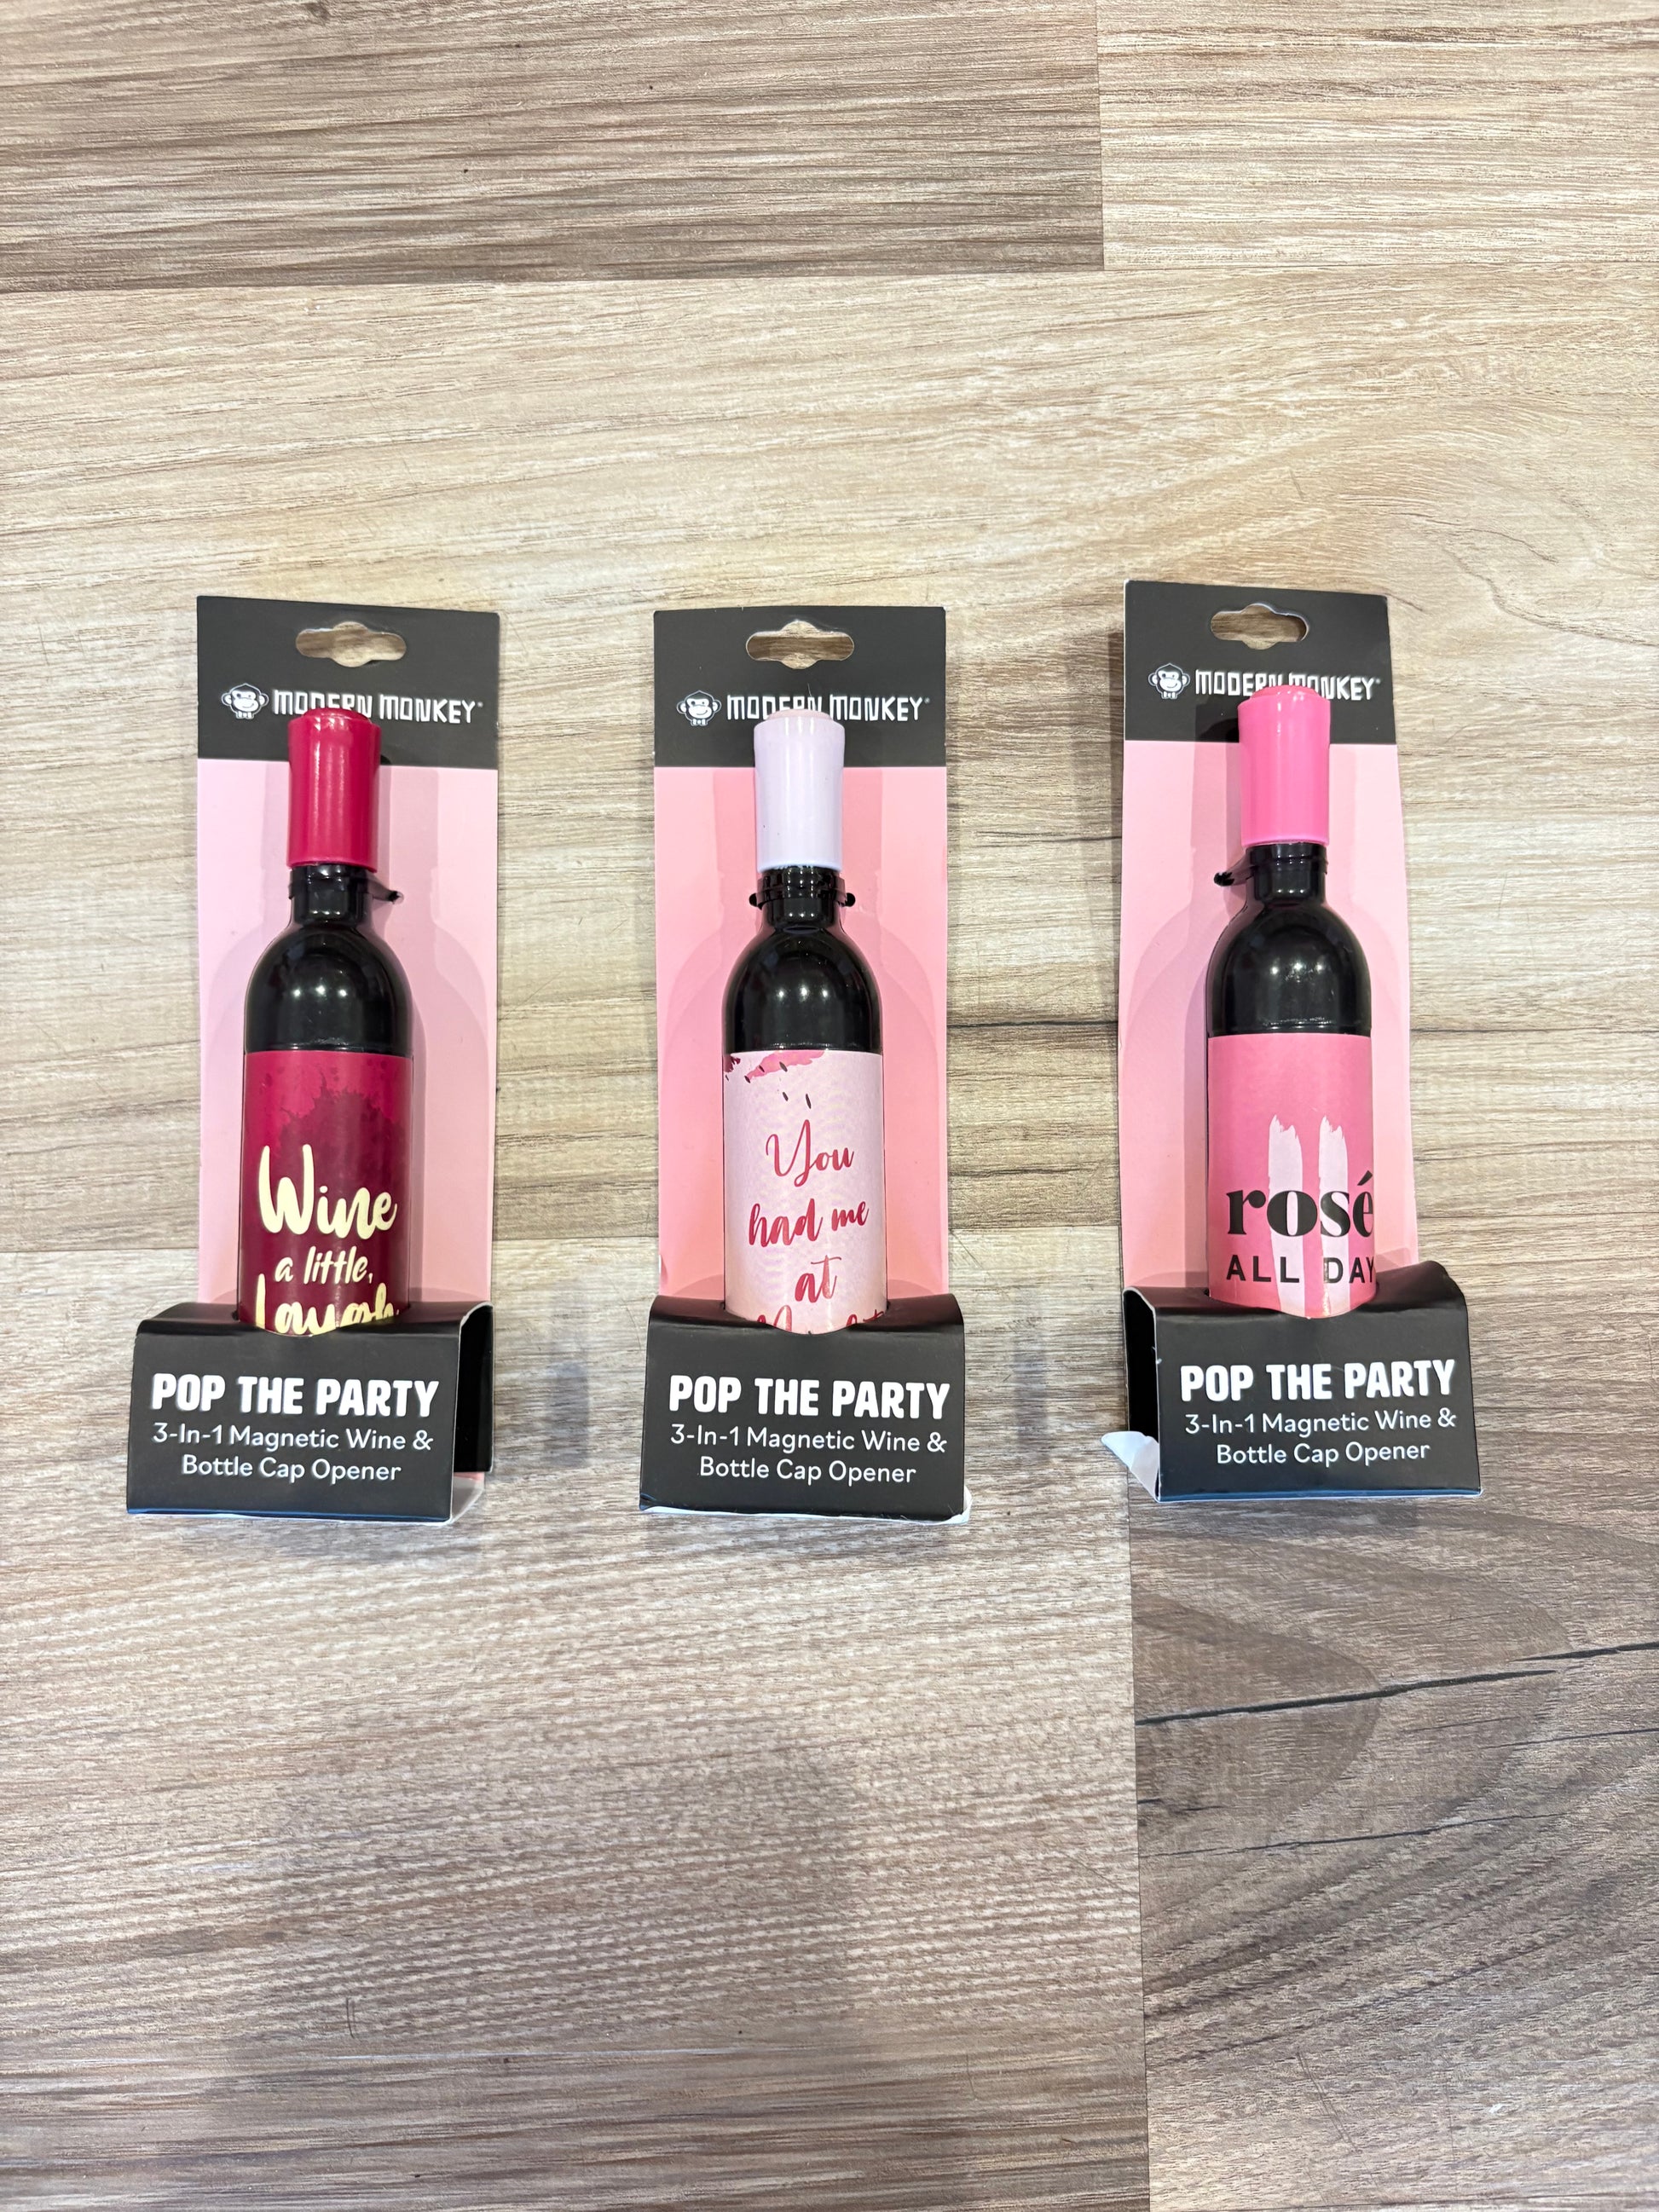 MODERN MONKEY
Wine
a little,
Laugh
POP THE PARTY
3-In-1 Magnetic Wine &
Bottle Cap Opener
MODERN MONKEY
You
had me
at
POP THE PARTY
3-In-1 Magnetic Wine &
Bottle Cap Opener
MODERN MONKEY
rosé
ALL DAY
POP THE PARTY
3-In-1 Magnetic Wine &
Bottle Cap Opener